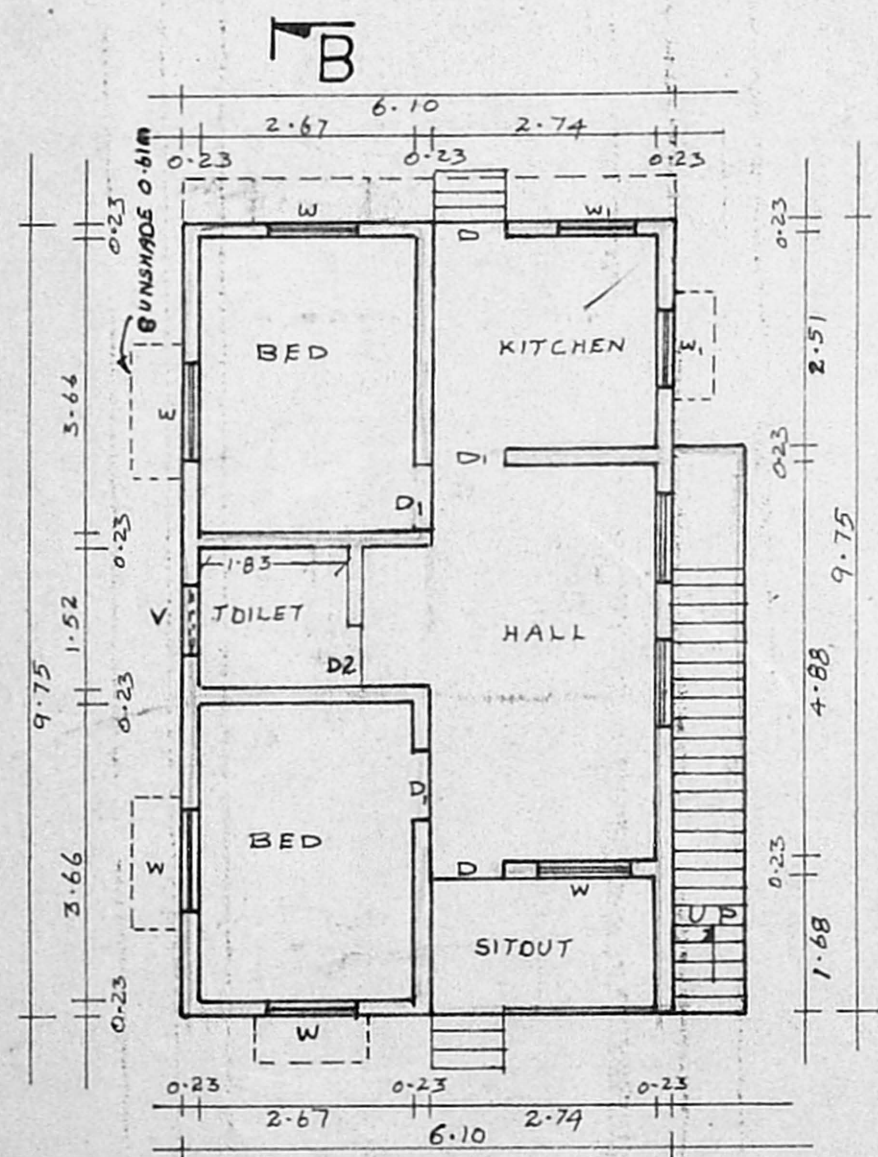 B
6.10
2.67 2.74
0.23 0.23 0.23
SUNSHADE 0.61m
W W1
0.23 D 0.23
BED KITCHEN W1 2.51
3.66 W
D1 0.23
D1
0.23
1.83
V TOILET HALL
1.52 D2
9.75 9.75
0.23 4.88
D1
BED
W D 0.23
3.66 W
UP
SITOUT 1.68
0.23
W
0.23 0.23 0.23
2.67 2.74
6.10